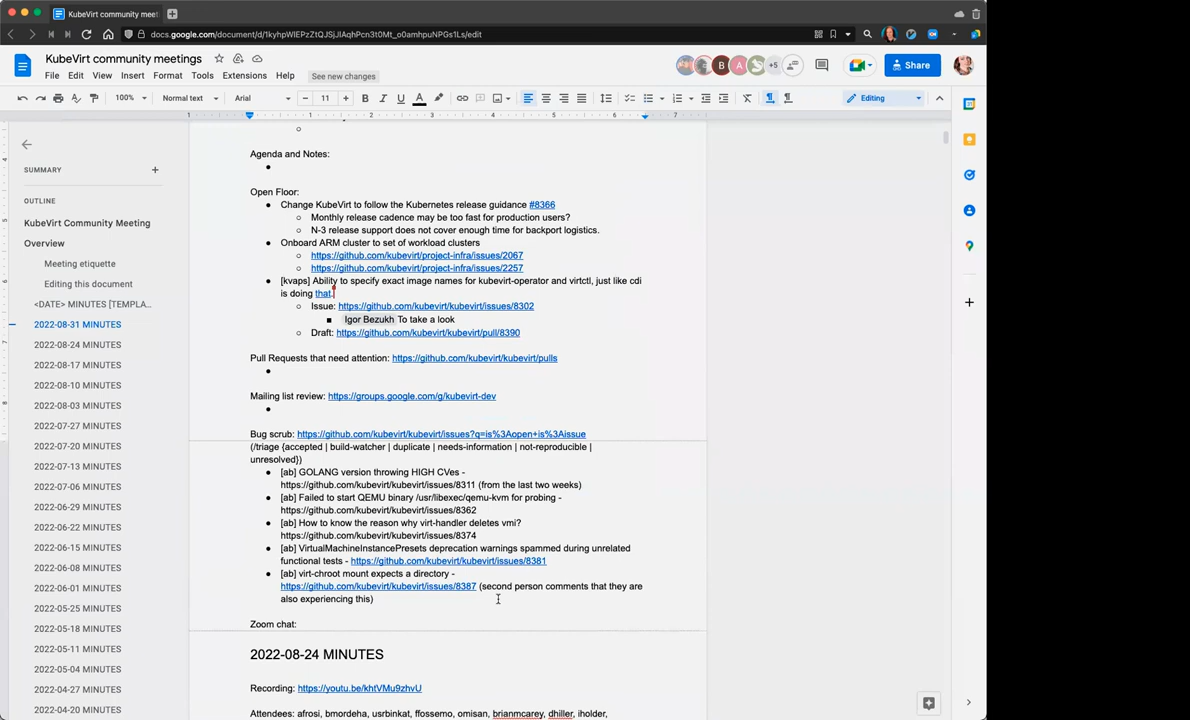 KubeVirt community meet
docs.google.com/document/d/1kyhpWIEPzZtQJSjJIAqhPcn3t0Mt_o0amhpuNPGs1Ls/edit
KubeVirt community meetings
File Edit View Insert Format Tools Extensions Help See new changes
B A +5 Share
100% Normal text Arial 11 Editing
1 1 2 3 4 5 6 7
SUMMARY
OUTLINE
KubeVirt Community Meeting
Overview
Meeting etiquette
Editing this document
<DATE> MINUTES [TEMPLA...
2022-08-31 MINUTES
2022-08-24 MINUTES
2022-08-17 MINUTES
2022-08-10 MINUTES
2022-08-03 MINUTES
2022-07-27 MINUTES
2022-07-20 MINUTES
2022-07-13 MINUTES
2022-07-06 MINUTES
2022-06-29 MINUTES
2022-06-22 MINUTES
2022-06-15 MINUTES
2022-06-08 MINUTES
2022-06-01 MINUTES
2022-05-25 MINUTES
2022-05-18 MINUTES
2022-05-11 MINUTES
2022-05-04 MINUTES
2022-04-27 MINUTES
2022-04-20 MINUTES
Agenda and Notes:
Open Floor:
Change KubeVirt to follow the Kubernetes release guidance #8366
Monthly release cadence may be too fast for production users?
N-3 release support does not cover enough time for backport logistics.
Onboard ARM cluster to set of workload clusters
https://github.com/kubevirt/project-infra/issues/2067
https://github.com/kubevirt/project-infra/issues/2257
[kvaps] Ability to specify exact image names for kubevirt-operator and virtctl, just like cdi
is doing that.
Issue: https://github.com/kubevirt/kubevirt/issues/8302
Igor Bezukh To take a look
Draft: https://github.com/kubevirt/kubevirt/pull/8390
Pull Requests that need attention: https://github.com/kubevirt/kubevirt/pulls
Mailing list review: https://groups.google.com/g/kubevirt-dev
Bug scrub: https://github.com/kubevirt/kubevirt/issues?q=is%3Aopen+is%3Aissue
(/triage {accepted | build-watcher | duplicate | needs-information | not-reproducible |
unresolved})
[ab] GOLANG version throwing HIGH CVes -
https://github.com/kubevirt/kubevirt/issues/8311 (from the last two weeks)
[ab] Failed to start QEMU binary /usr/libexec/qemu-kvm for probing -
https://github.com/kubevirt/kubevirt/issues/8362
[ab] How to know the reason why virt-handler deletes vmi?
https://github.com/kubevirt/kubevirt/issues/8374
[ab] VirtualMachineInstancePresets deprecation warnings spammed during unrelated
functional tests - https://github.com/kubevirt/kubevirt/issues/8381
[ab] virt-chroot mount expects a directory -
https://github.com/kubevirt/kubevirt/issues/8387 (second person comments that they are
also experiencing this)
Zoom chat:
2022-08-24 MINUTES
Recording: https://youtu.be/khtVMu9zhvU
Attendees: afrosi, bmordeha, usrbinkat, ffossemo, omisan, brianmcarey, dhiller, iholder,